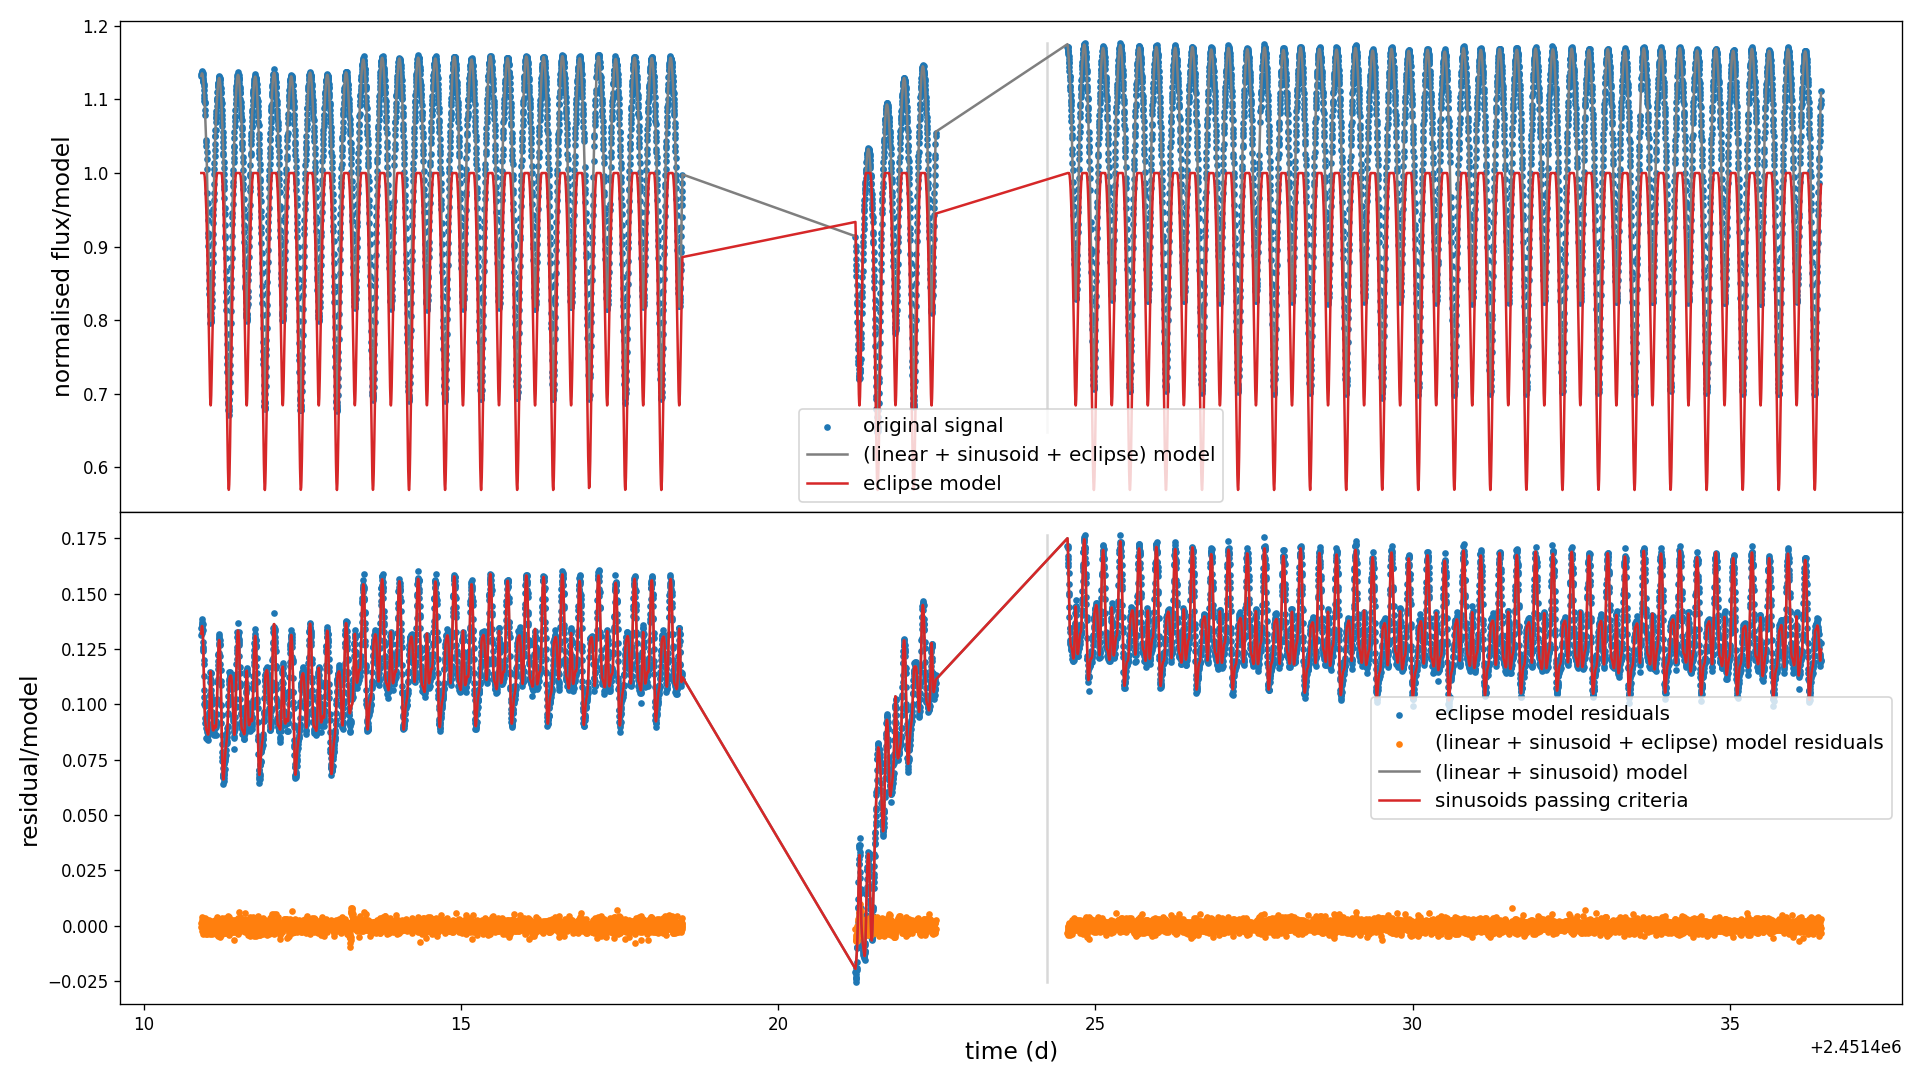 1.2
1.1
1.0
0.9
0.8
0.7
0.6
normalised flux/model
original signal
(linear + sinusoid + eclipse) model
eclipse model
0.175
0.150
0.125
0.100
0.075
0.050
0.025
0.000
−0.025
residual/model
eclipse model residuals
(linear + sinusoid + eclipse) model residuals
(linear + sinusoid) model
sinusoids passing criteria
10 15 20 25 30 35
time (d)
+2.4514e6